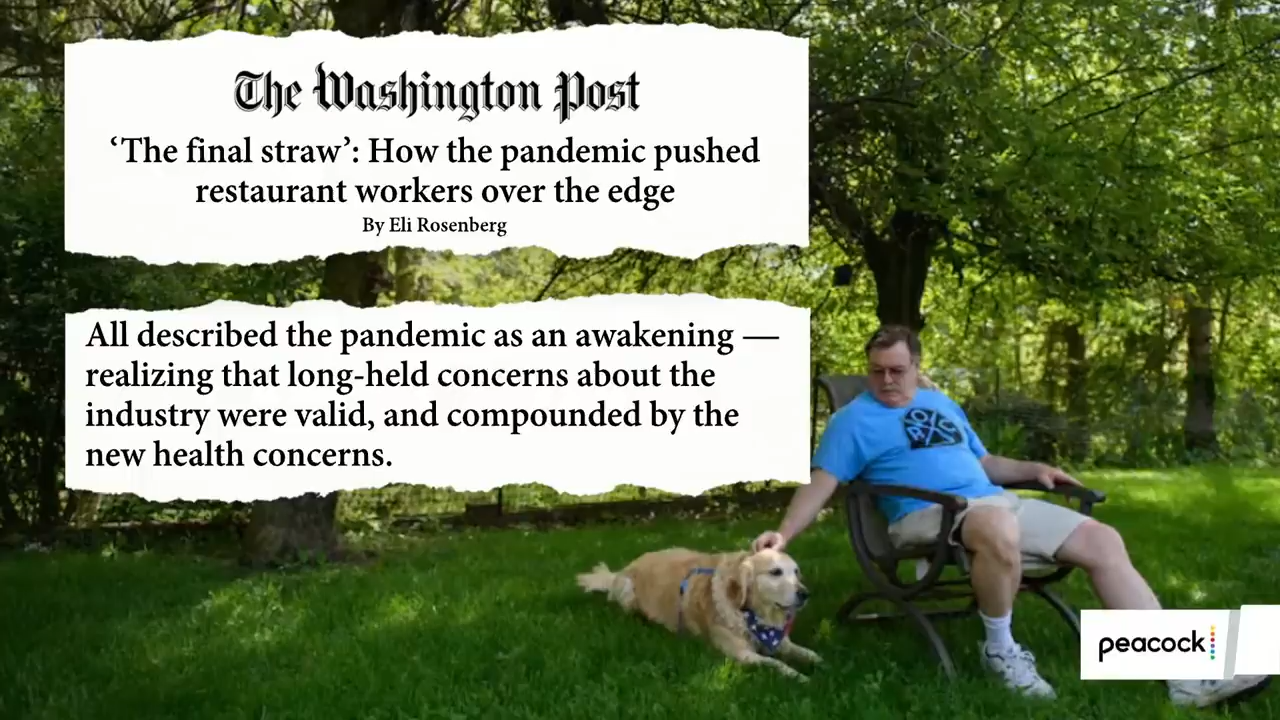 The Washington Post
‘The final straw’: How the pandemic pushed
restaurant workers over the edge
By Eli Rosenberg
All described the pandemic as an awakening —
realizing that long-held concerns about the
industry were valid, and compounded by the
new health concerns.
peacock